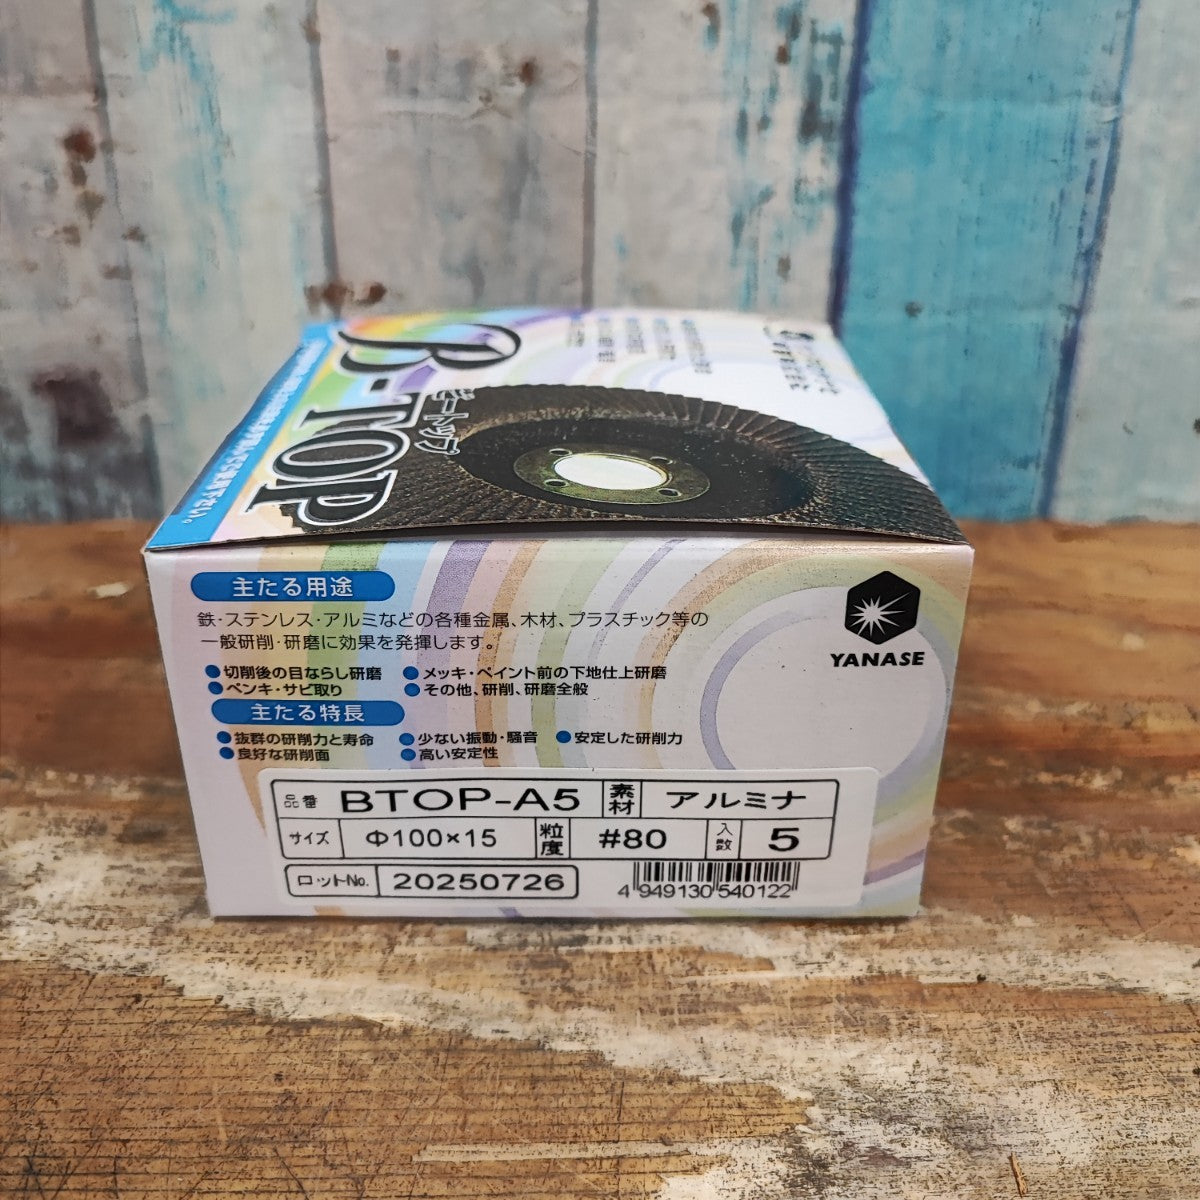 B-TOP
ビートップ
主たる用途
鉄・ステンレス・アルミなどの各種金属、木材、プラスチック等の
一般研削・研磨に効果を発揮します。
●切削後の目ならし研磨 ●メッキ・ペイント前の下地仕上研磨
●ペンキ・サビ取り ●その他、研削、研磨全般
主たる特長
●抜群の研削力と寿命 ●少ない振動・騒音 ●安定した研削力
●良好な研削面 ●高い安定性
YANASE
品番 BTOP-A5 素材 アルミナ
サイズ Φ100×15 粒度 #80 入数 5
ロットNo. 20250726
4 949130 540122